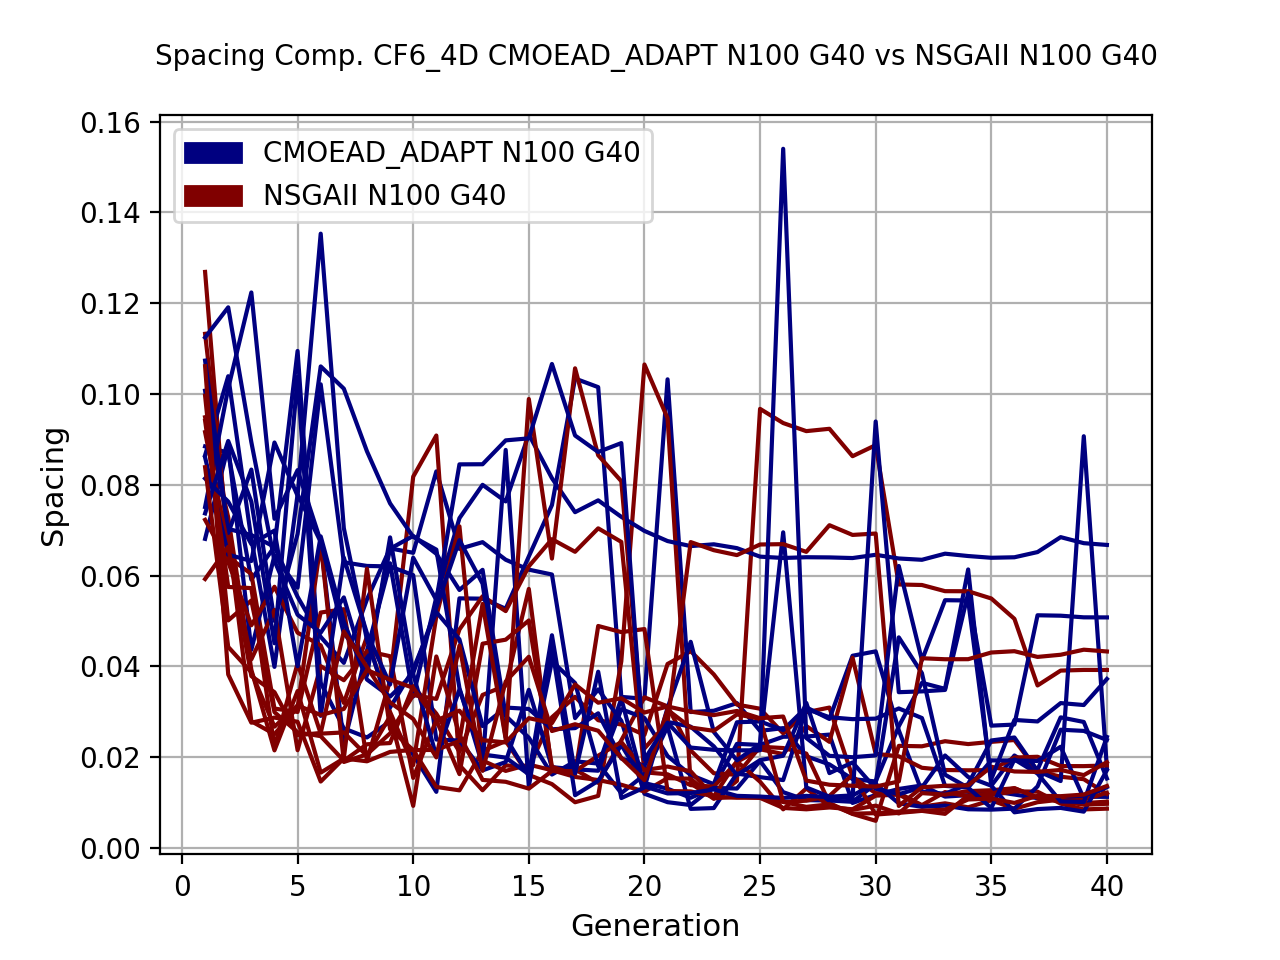 Spacing Comp. CF6_4D CMOEAD_ADAPT N100 G40 vs NSGAII N100 G40
0.16
0.14
0.12
0.10
0.08
0.06
0.04
0.02
0.00
Spacing
CMOEAD_ADAPT N100 G40
NSGAII N100 G40
0 5 10 15 20 25 30 35 40
Generation